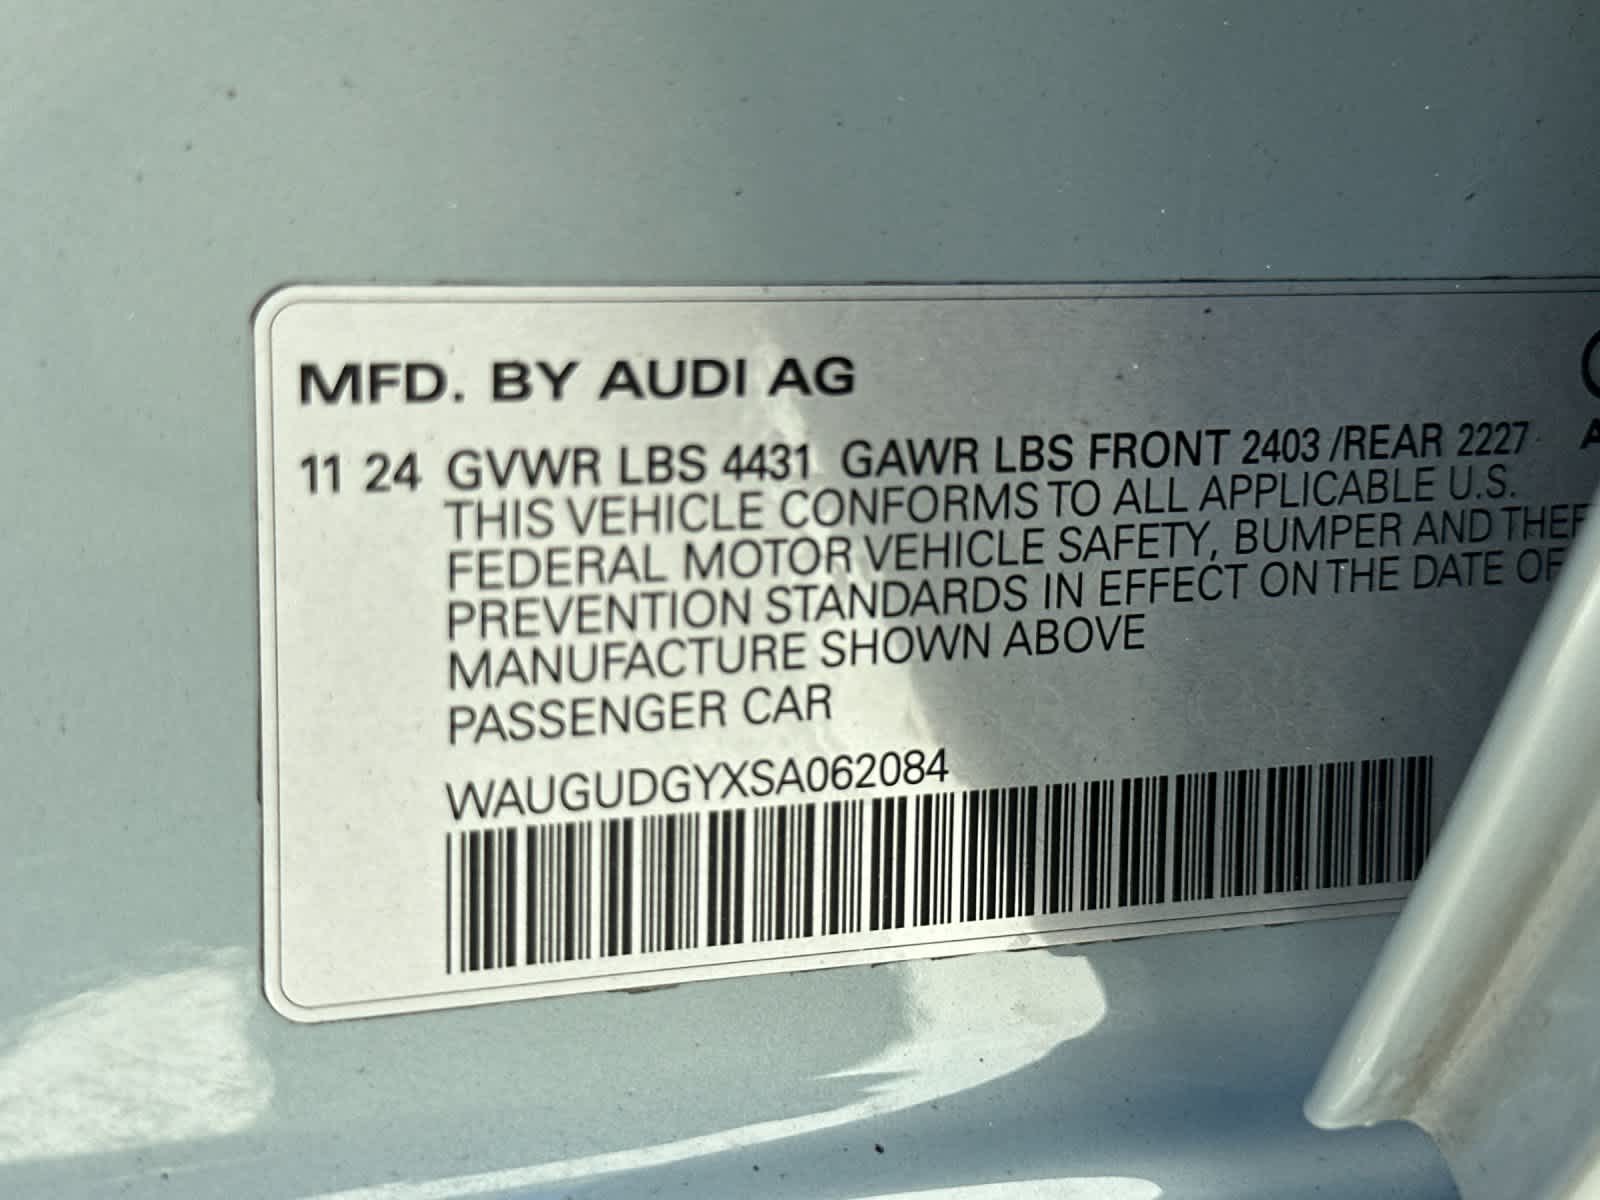 MFD. BY AUDI AG
11 24 GVWR LBS 4431 GAWR LBS FRONT 2403 /REAR 2227
THIS VEHICLE CONFORMS TO ALL APPLICABLE U.S.
FEDERAL MOTOR VEHICLE SAFETY, BUMPER AND THEF
PREVENTION STANDARDS IN EFFECT ON THE DATE OF
MANUFACTURE SHOWN ABOVE
PASSENGER CAR
WAUGUDGYXSA062084